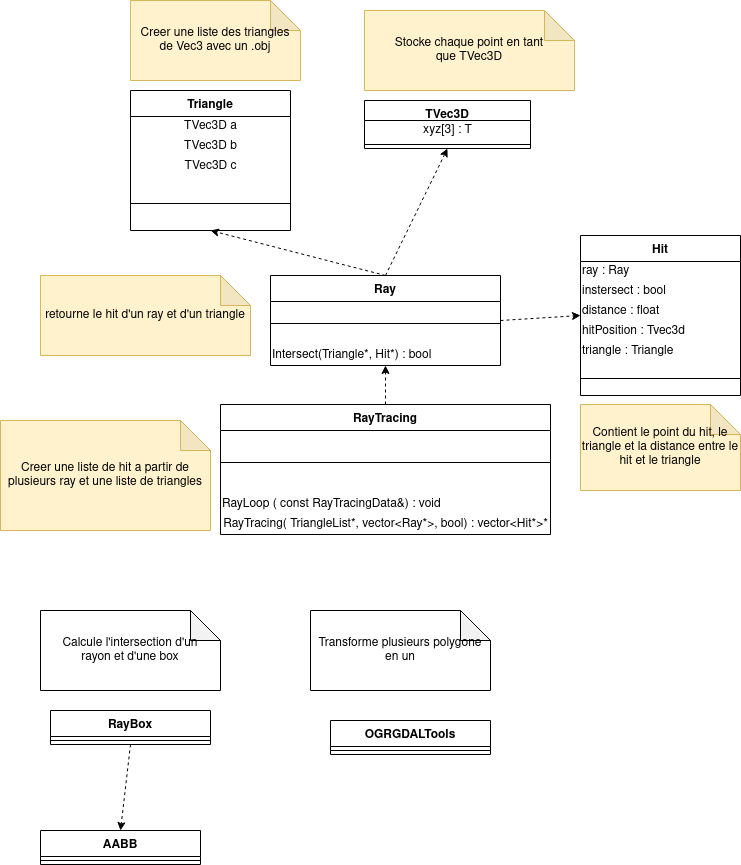 Creer une liste des triangles
de Vec3 avec un .obj
Stocke chaque point en tant
que TVec3D
Triangle
TVec3D a
TVec3D b
TVec3D c
TVec3D
xyz[3] : T
Hit
ray : Ray
instersect : bool
distance : float
hitPosition : Tvec3d
triangle : Triangle
retourne le hit d'un ray et d'un triangle
Ray
Intersect(Triangle*, Hit*) : bool
Contient le point du hit, le
triangle et la distance entre le
hit et le triangle
Creer une liste de hit a partir de
plusieurs ray et une liste de triangles
RayTracing
RayLoop ( const RayTracingData&) : void
RayTracing( TriangleList*, vector<Ray*>, bool) : vector<Hit*>*
Calcule l'intersection d'un
rayon et d'une box
Transforme plusieurs polygone
en un
RayBox
OGRGDALTools
AABB